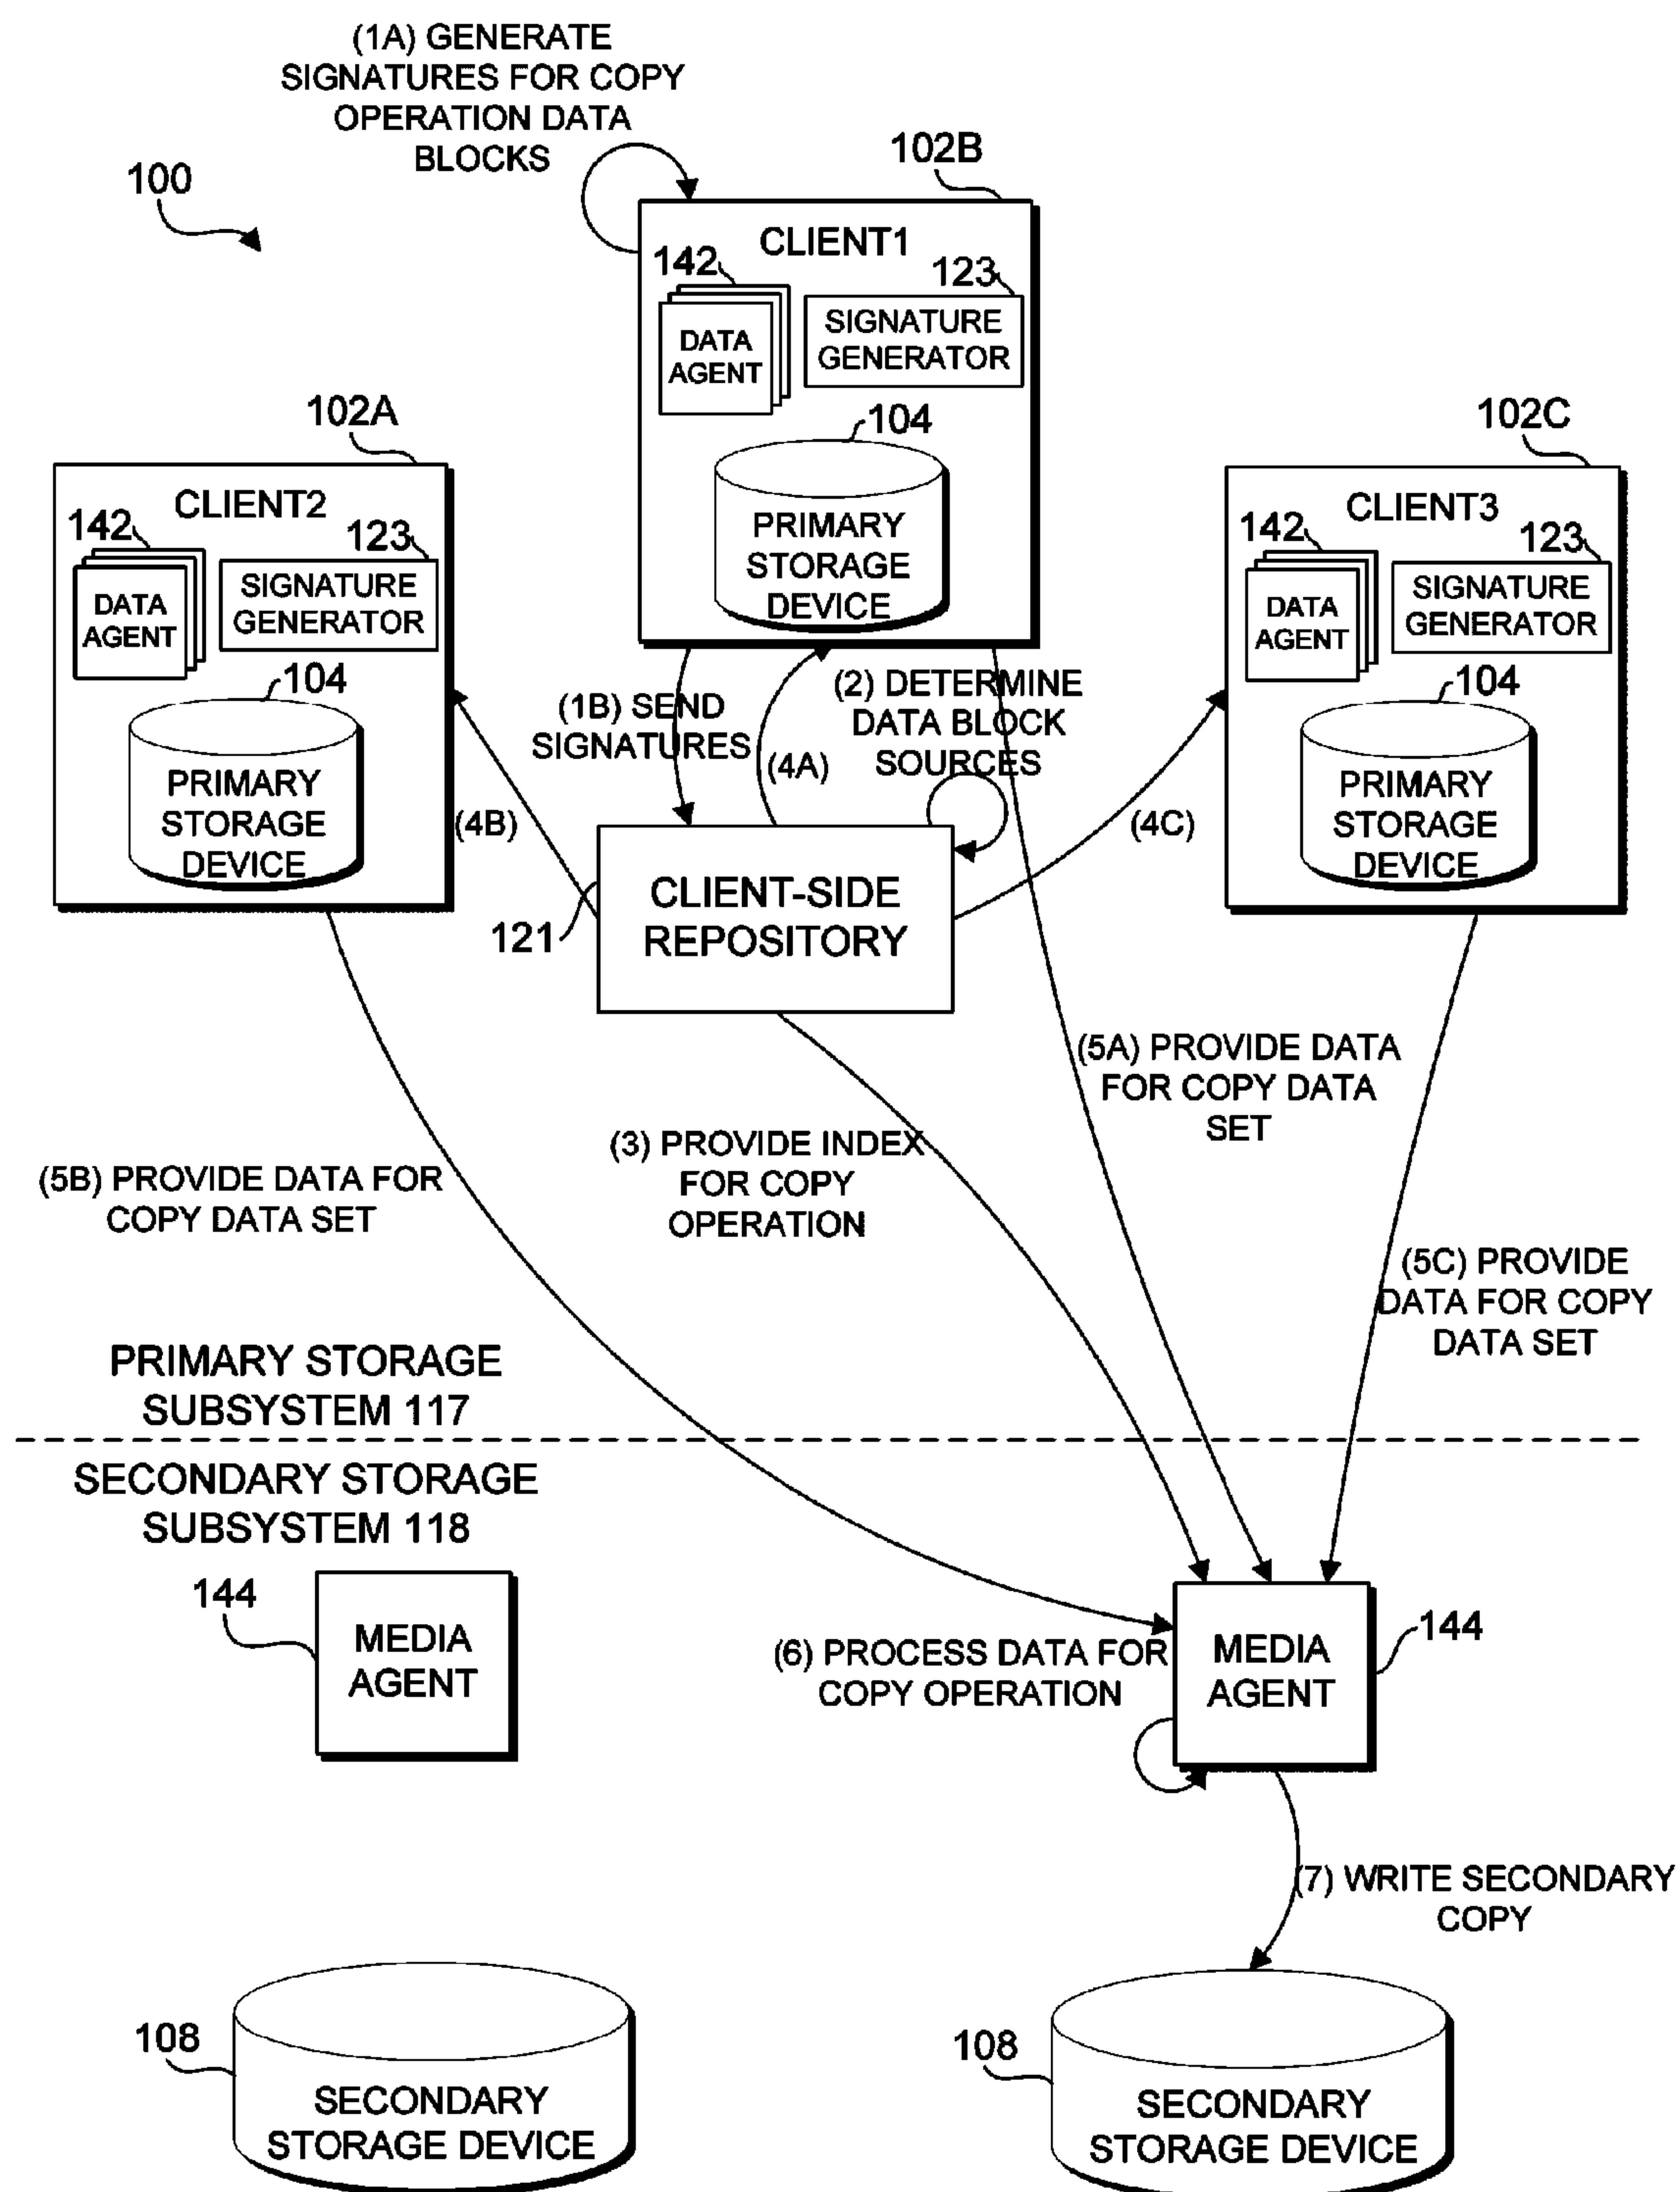 (1A) GENERATE
SIGNATURES FOR COPY
OPERATION DATA
BLOCKS
100
102B
CLIENT1
142
123
DATA
AGENT
SIGNATURE
GENERATOR
104
PRIMARY
STORAGE
DEVICE
102A
CLIENT2
142
123
DATA
AGENT
SIGNATURE
GENERATOR
104
PRIMARY
STORAGE
DEVICE
102C
CLIENT3
142
123
DATA
AGENT
SIGNATURE
GENERATOR
104
PRIMARY
STORAGE
DEVICE
(1B) SEND
SIGNATURES
(4A)
(2) DETERMINE
DATA BLOCK
SOURCES
(4B)
(4C)
CLIENT-SIDE
REPOSITORY
121
(5A) PROVIDE DATA
FOR COPY DATA
SET
(3) PROVIDE INDEX
FOR COPY
OPERATION
(5B) PROVIDE DATA FOR
COPY DATA SET
(5C) PROVIDE
DATA FOR COPY
DATA SET
PRIMARY STORAGE
SUBSYSTEM 117
SECONDARY STORAGE
SUBSYSTEM 118
144
MEDIA
AGENT
(6) PROCESS DATA FOR
COPY OPERATION
MEDIA
AGENT
144
(7) WRITE SECONDARY
COPY
108
SECONDARY
STORAGE DEVICE
108
SECONDARY
STORAGE DEVICE